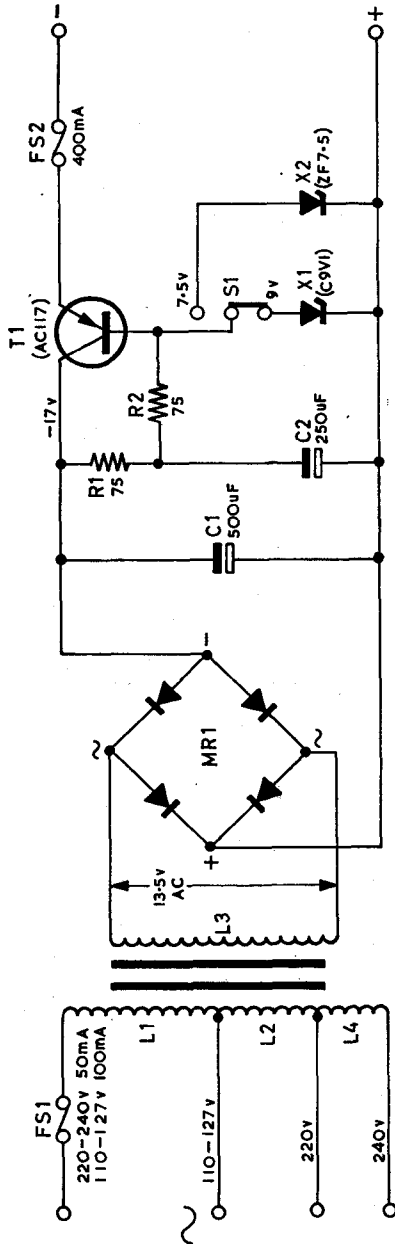 FS1
220-240V 50mA
110-127V 100mA
L1
110-127V
L2
220V
L4
240V
~
L3
13·5V
AC
~
MR1
~
+
-
C1
500uF
-17V
R1
75
R2
75
C2
250uF
T1
(AC117)
7·5V
S1
9V
X1
(C9V1)
X2
(ZF7·5)
FS2
400mA
-
+